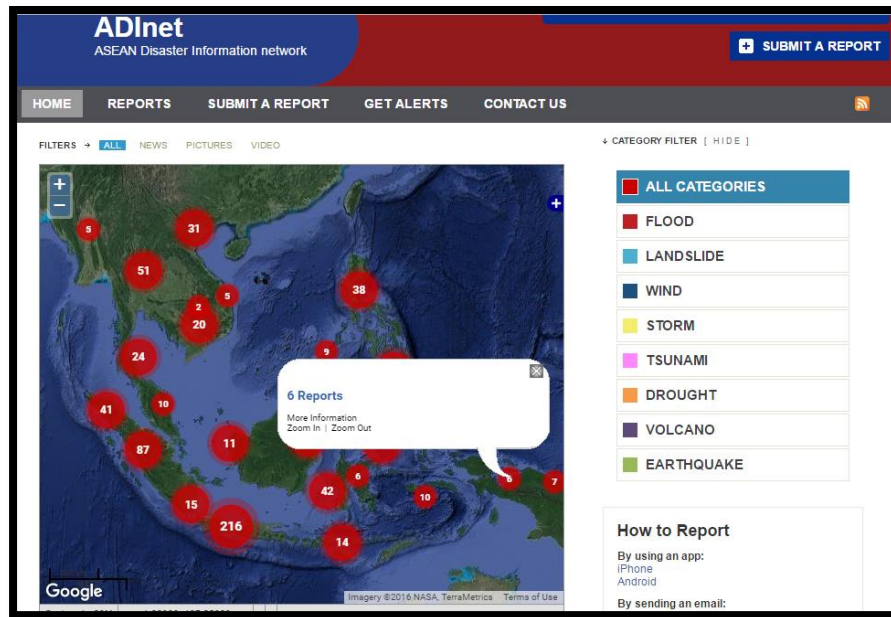 ADInet
ASEAN Disaster Information network
SUBMIT A REPORT
HOME REPORTS SUBMIT A REPORT GET ALERTS CONTACT US
FILTERS → ALL NEWS PICTURES VIDEO
↓ CATEGORY FILTER [ HIDE ]
+
−
5
31
51
5
2
20
38
24
9
41
10
87
11
6 Reports
More Information
Zoom In | Zoom Out
6
42
6
10
7
15
216
14
Google
Imagery ©2016 NASA, TerraMetrics Terms of Use
ALL CATEGORIES
FLOOD
LANDSLIDE
WIND
STORM
TSUNAMI
DROUGHT
VOLCANO
EARTHQUAKE
How to Report
By using an app:
iPhone
Android
By sending an email: